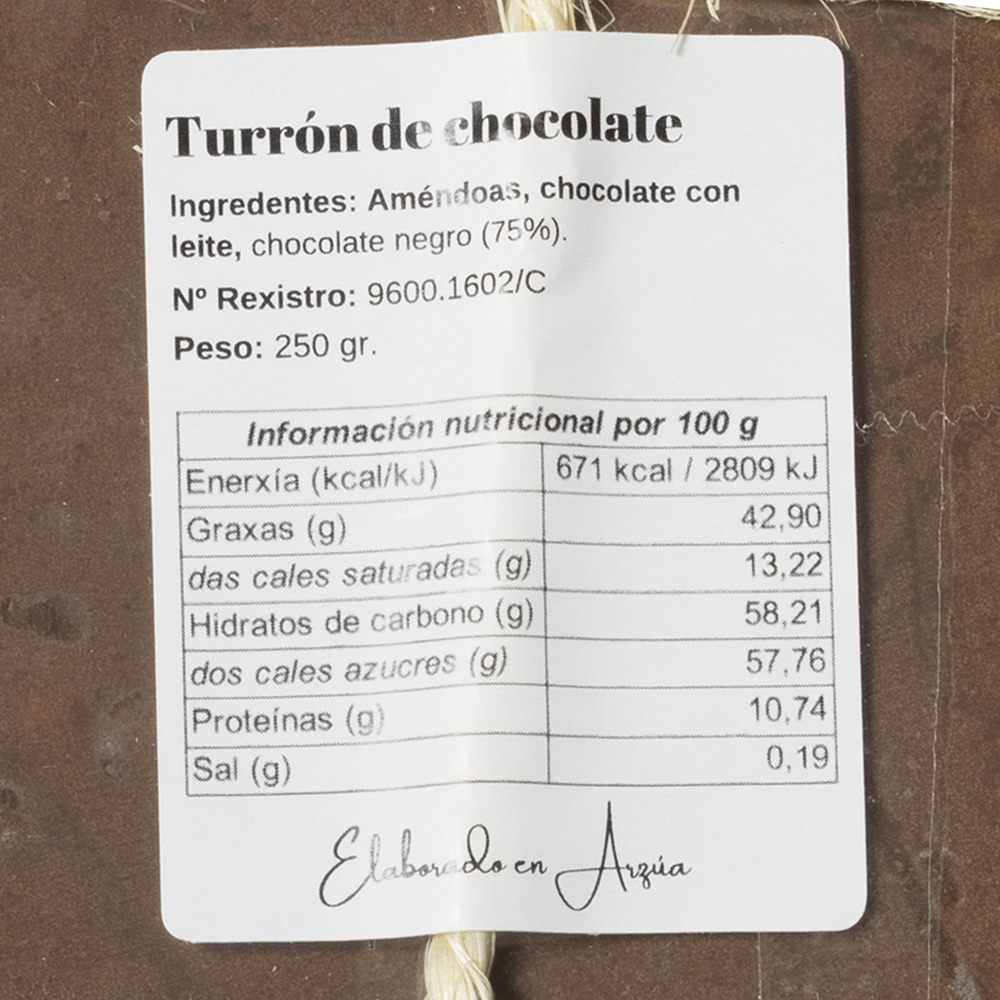 Turrón de chocolate
Ingredentes: Améndoas, chocolate con
leite, chocolate negro (75%).
Nº Rexistro: 9600.1602/C
Peso: 250 gr.
Información nutricional por 100 g
Enerxía (kcal/kJ) 671 kcal / 2809 kJ
Graxas (g) 42,90
das cales saturadas (g) 13,22
Hidratos de carbono (g) 58,21
dos cales azucres (g) 57,76
Proteínas (g) 10,74
Sal (g) 0,19
Elaborado en Arzúa